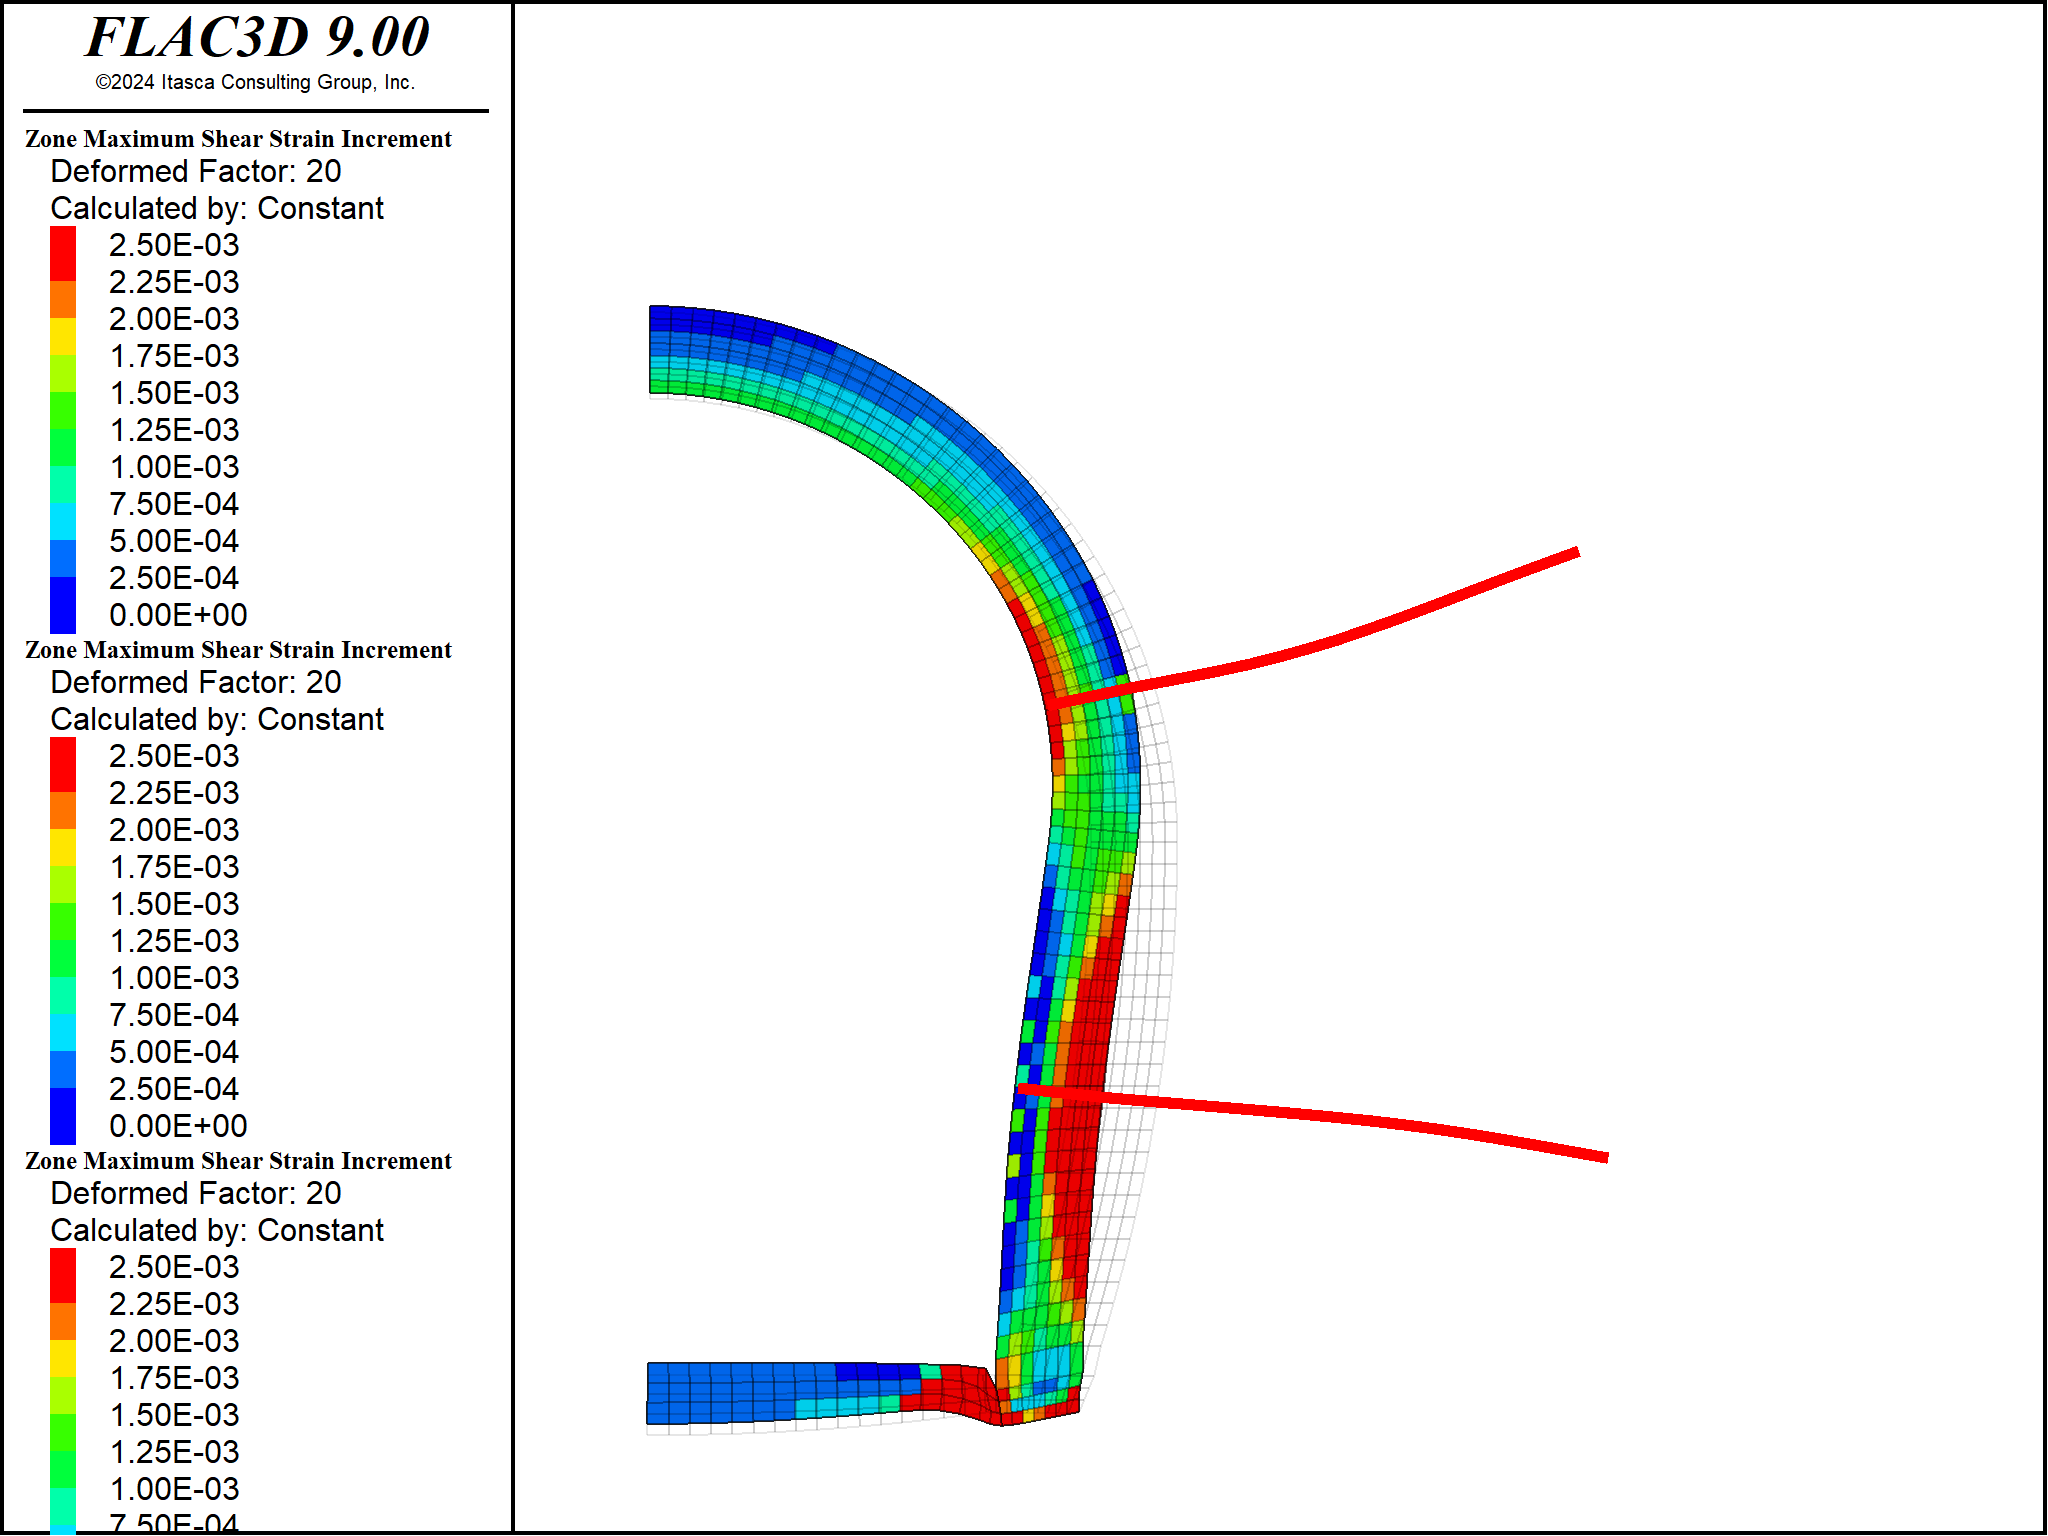 FLAC3D 9.00
©2024 Itasca Consulting Group, Inc.
Zone Maximum Shear Strain Increment
Deformed Factor: 20
Calculated by: Constant
2.50E-03
2.25E-03
2.00E-03
1.75E-03
1.50E-03
1.25E-03
1.00E-03
7.50E-04
5.00E-04
2.50E-04
0.00E+00
Zone Maximum Shear Strain Increment
Deformed Factor: 20
Calculated by: Constant
2.50E-03
2.25E-03
2.00E-03
1.75E-03
1.50E-03
1.25E-03
1.00E-03
7.50E-04
5.00E-04
2.50E-04
0.00E+00
Zone Maximum Shear Strain Increment
Deformed Factor: 20
Calculated by: Constant
2.50E-03
2.25E-03
2.00E-03
1.75E-03
1.50E-03
1.25E-03
1.00E-03
7.50E-04